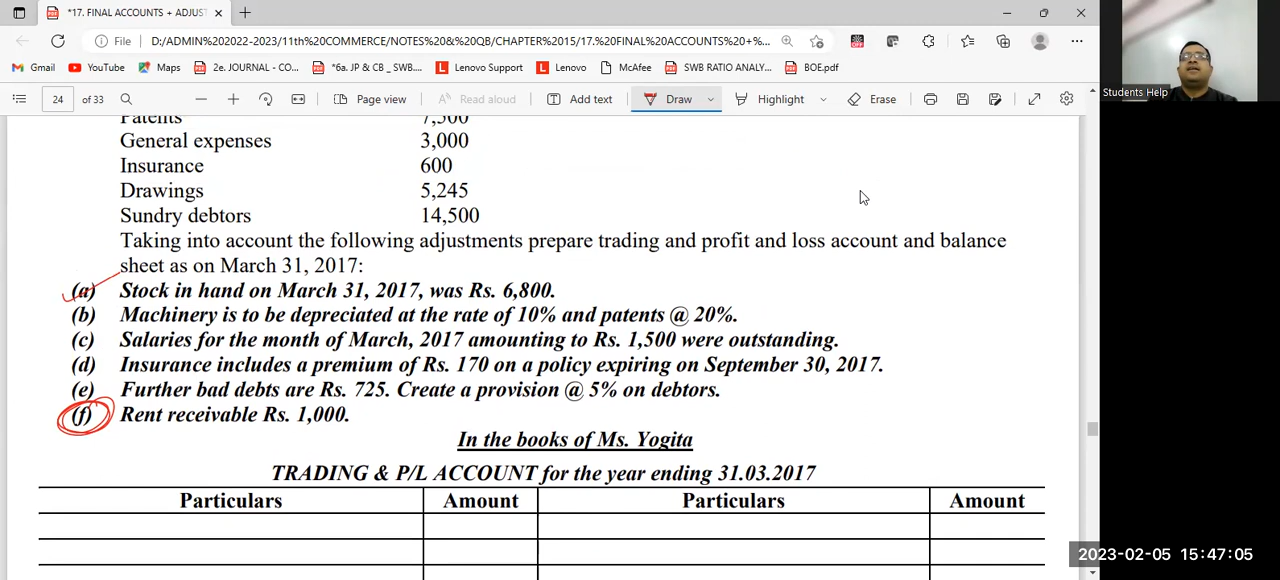 *17. FINAL ACCOUNTS + ADJUS
File D:/ADMIN%202022-2023/11th%20COMMERCE/NOTES%20&%20QB/CHAPTER%2015/17.%20FINAL%20ACCOUNTS%20+%...
Gmail YouTube Maps 2e. JOURNAL - CO... *6a. JP & CB _ SWB.... Lenovo Support Lenovo McAfee SWB RATIO ANALY... BOE.pdf
24 of 33 Page view Read aloud Add text Draw Highlight Erase
Students Help
Patents 7,500
General expenses 3,000
Insurance 600
Drawings 5,245
Sundry debtors 14,500
Taking into account the following adjustments prepare trading and profit and loss account and balance
sheet as on March 31, 2017:
(a) Stock in hand on March 31, 2017, was Rs. 6,800.
(b) Machinery is to be depreciated at the rate of 10% and patents @ 20%.
(c) Salaries for the month of March, 2017 amounting to Rs. 1,500 were outstanding.
(d) Insurance includes a premium of Rs. 170 on a policy expiring on September 30, 2017.
(e) Further bad debts are Rs. 725. Create a provision @ 5% on debtors.
(f) Rent receivable Rs. 1,000.
In the books of Ms. Yogita
TRADING & P/L ACCOUNT for the year ending 31.03.2017
Particulars Amount Particulars Amount
2023-02-05 15:47:05